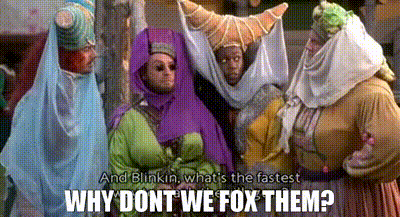 And Blinkin, what's the fastest
WHY DONT WE FOX THEM?